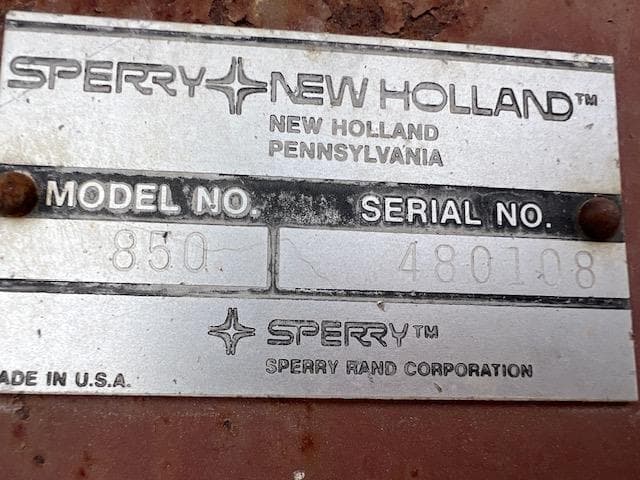 SPERRY NEW HOLLAND™
NEW HOLLAND
PENNSYLVANIA
MODEL NO. SERIAL NO.
850 480108
SPERRY™
SPERRY RAND CORPORATION
ADE IN U.S.A.